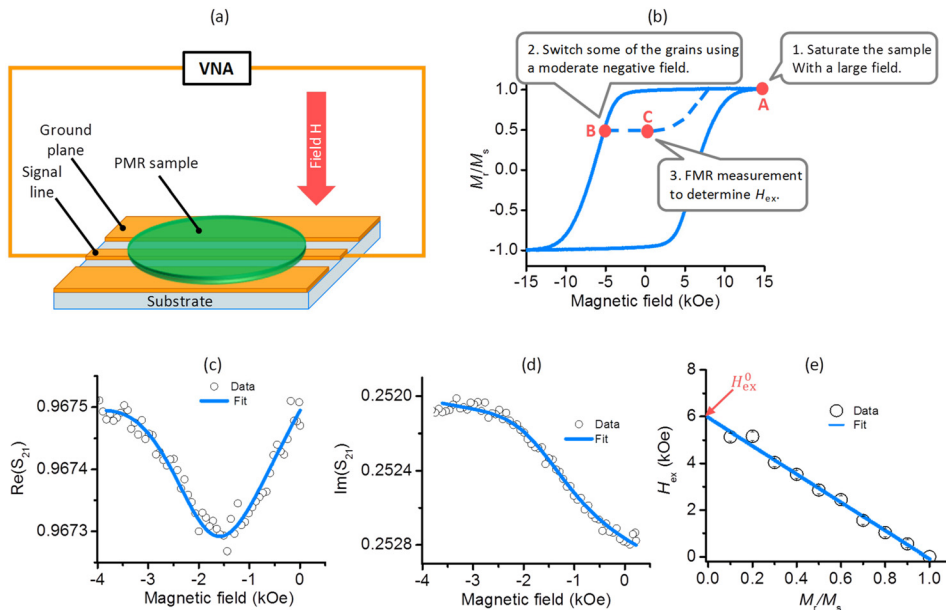 (a)
VNA
Ground
plane
Signal
line
PMR sample
Field H
Substrate
(b)
2. Switch some of the grains using
a moderate negative field.
1. Saturate the sample
With a large field.
A
B
C
3. FMR measurement
to determine Hex.
Mr/Ms
1.0
0.5
0.0
-1.0
-15
-10
-5
0
5
10
15
Magnetic field (kOe)
(c)
Data
Fit
Re(S21)
0.9675
0.9674
0.9673
-4
-3
-2
-1
0
Magnetic field (kOe)
(d)
Data
Fit
Im(S21)
0.2520
0.2524
0.2528
-4
-3
-2
-1
0
Magnetic field (kOe)
(e)
H0ex
Data
Fit
Hex (kOe)
8
6
4
2
0
0.0
0.2
0.4
0.6
0.8
1.0
Mr/Ms